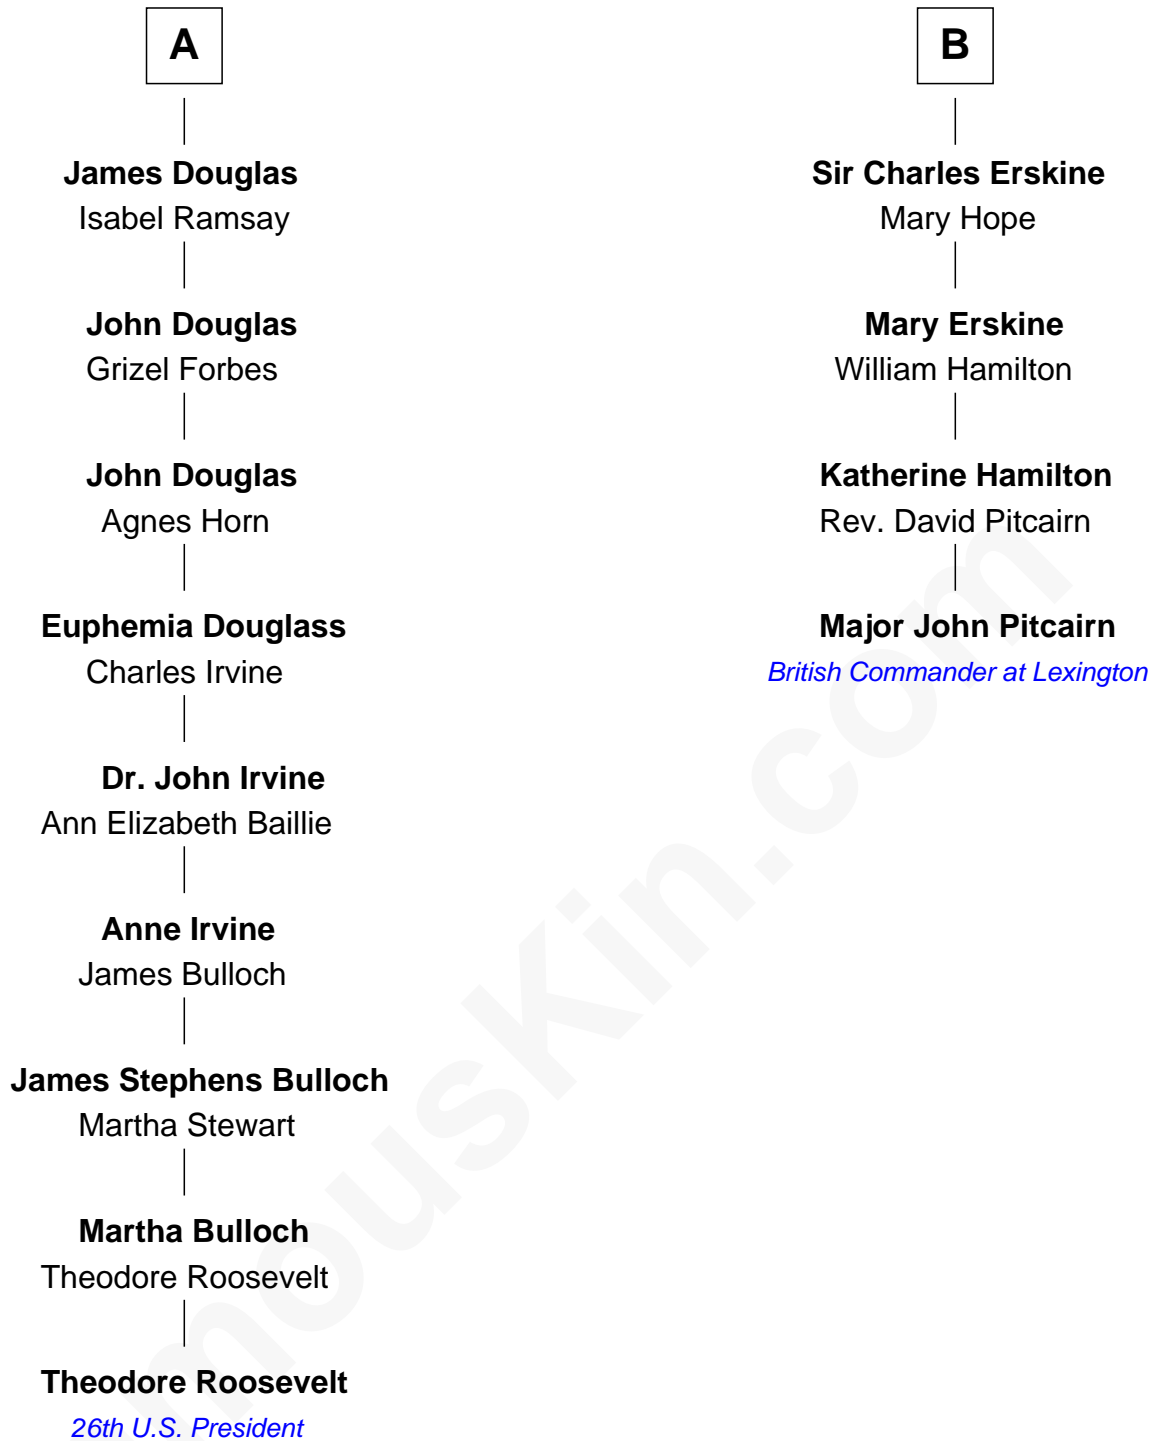 A
James Douglas
Isabel Ramsay
John Douglas
Grizel Forbes
John Douglas
Agnes Horn
Euphemia Douglass
Charles Irvine
Dr. John Irvine
Ann Elizabeth Baillie
Anne Irvine
James Bulloch
James Stephens Bulloch
Martha Stewart
Martha Bulloch
Theodore Roosevelt
Theodore Roosevelt
26th U.S. President
B
Sir Charles Erskine
Mary Hope
Mary Erskine
William Hamilton
Katherine Hamilton
Rev. David Pitcairn
Major John Pitcairn
British Commander at Lexington
mousKin.com